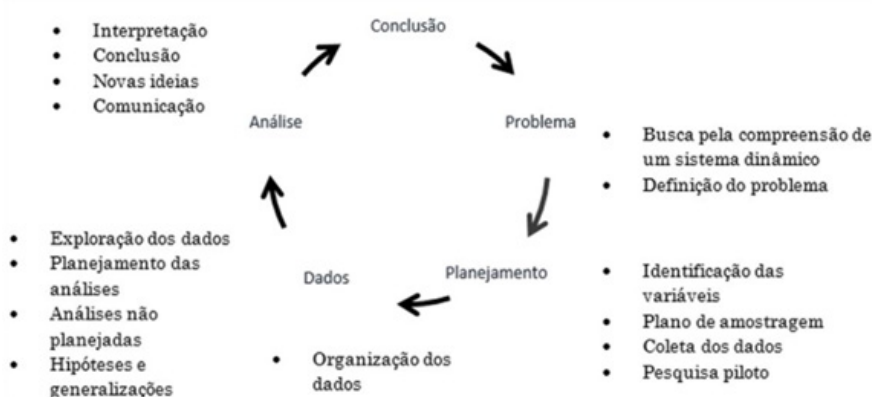 Conclusão
• Interpretação
• Conclusão
• Novas ideias
• Comunicação
Análise
Problema
• Busca pela compreensão de
um sistema dinâmico
• Definição do problema
• Exploração dos dados
• Planejamento das
análises
• Análises não
planejadas
• Hipóteses e
generalizações
Dados
Planejamento
• Identificação das
variáveis
• Plano de amostragem
• Coleta dos dados
• Pesquisa piloto
• Organização dos
dados